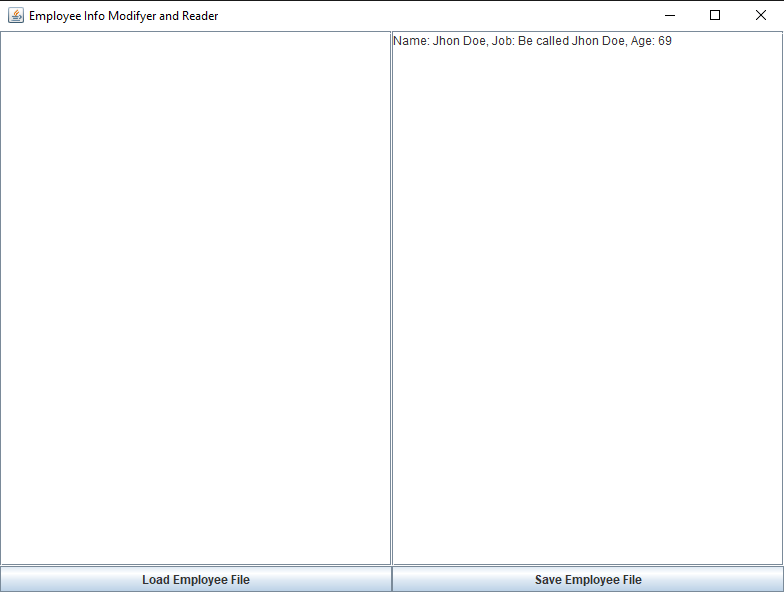 Employee Info Modifyer and Reader
Name: Jhon Doe, Job: Be called Jhon Doe, Age: 69
Load Employee File
Save Employee File